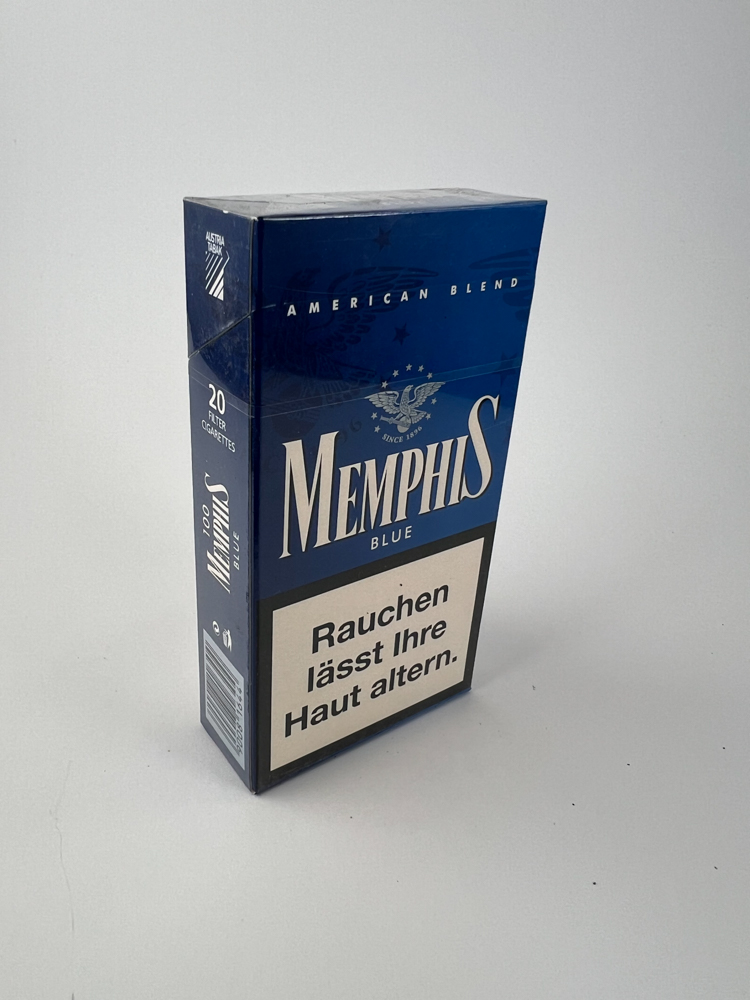 AUSTRIA
TABAK
20
FILTER
CIGARETTES
100
MEMPHIS
BLUE
AMERICAN BLEND
SINCE 1896
MEMPHIS
BLUE
Rauchen
lässt Ihre
Haut altern.